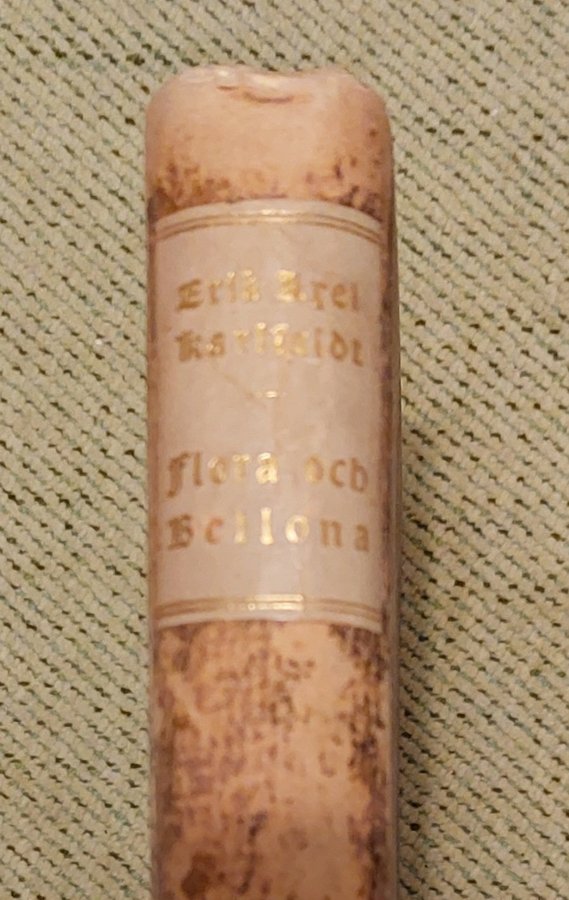 Erik Axel
Karlfeldt
Flora och
Bellona